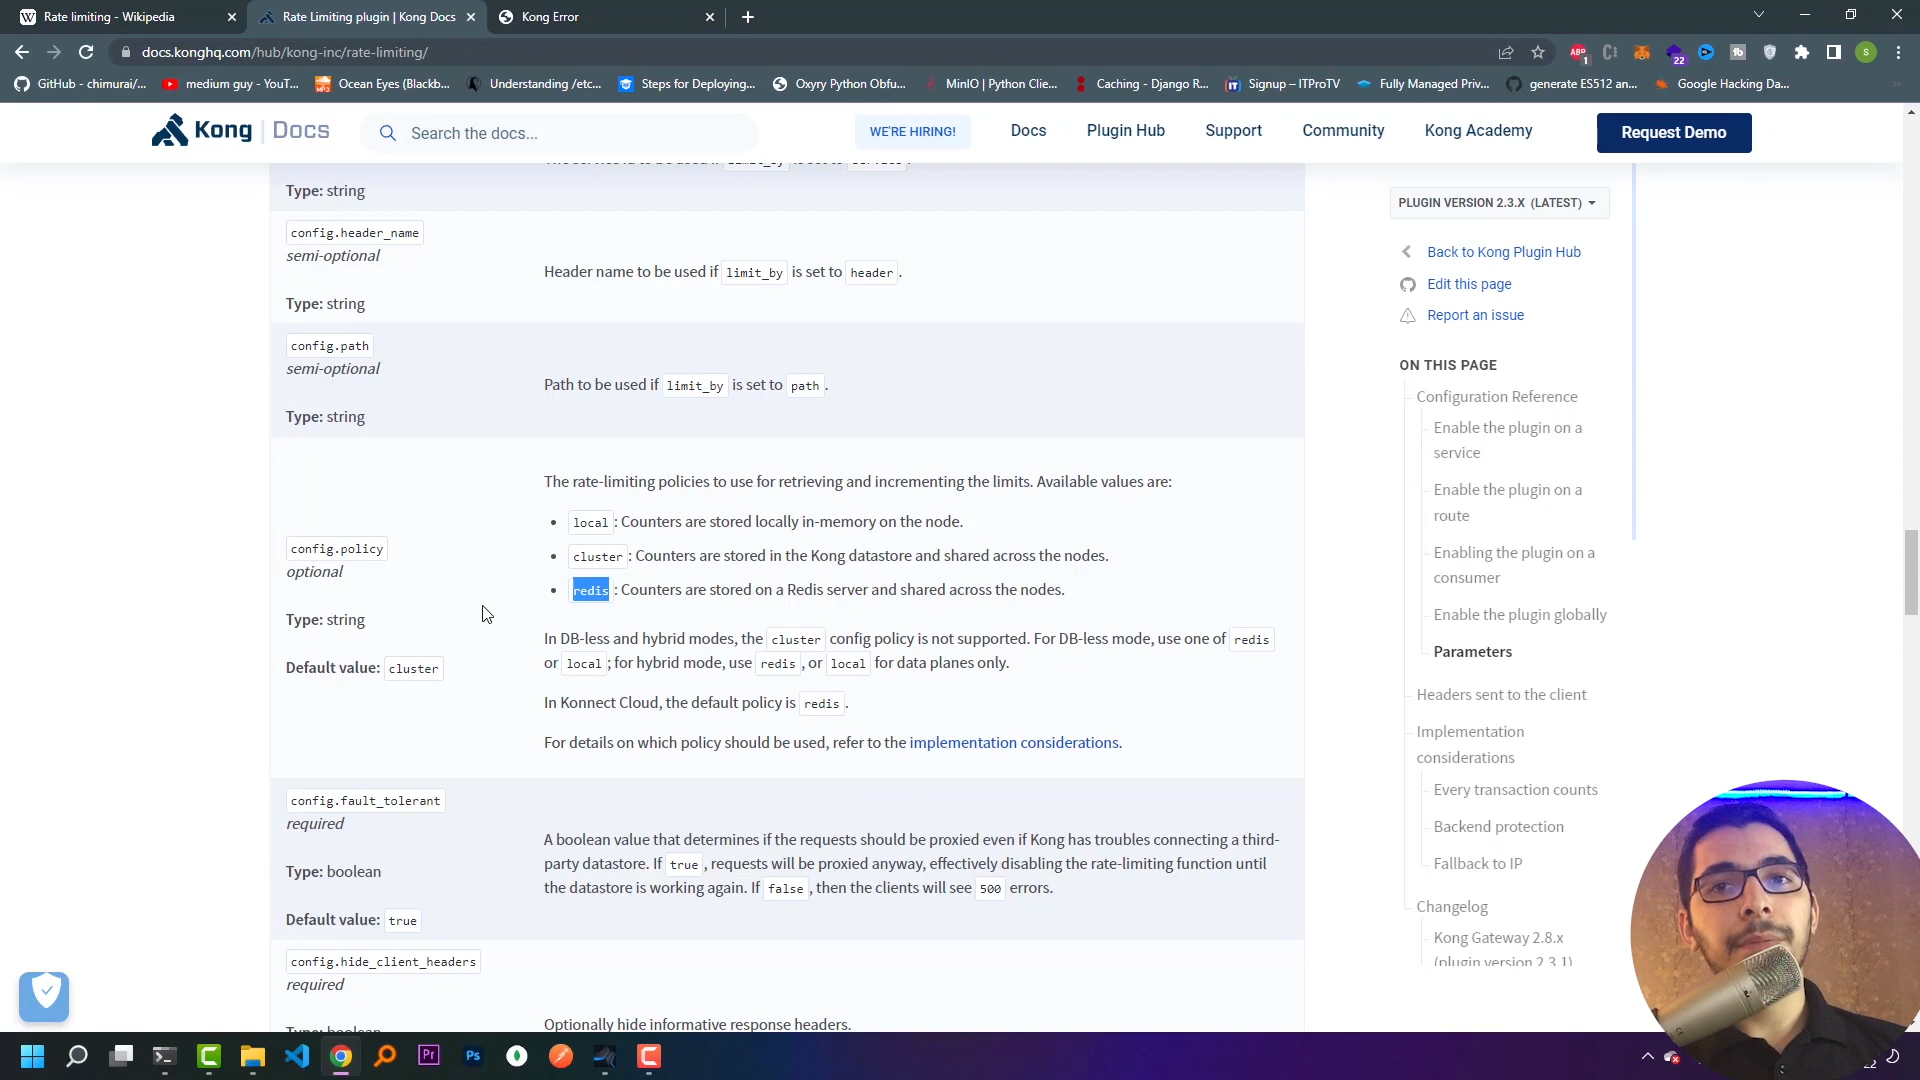 Rate limiting - Wikipedia
Rate Limiting plugin | Kong Docs
Kong Error
docs.konghq.com/hub/kong-inc/rate-limiting/
GitHub - chimurai/...
medium guy - YouT...
Ocean Eyes (Blackb...
Understanding /etc...
Steps for Deploying...
Oxyry Python Obfu...
MinIO | Python Clie...
Caching - Django R...
Signup – ITProTV
Fully Managed Priv...
generate ES512 an...
Google Hacking Da...
Kong | Docs
Search the docs...
WE'RE HIRING!
Docs
Plugin Hub
Support
Community
Kong Academy
Request Demo
Type: string
config.header_name
semi-optional
Type: string
Header name to be used if limit_by is set to header.
config.path
semi-optional
Type: string
Path to be used if limit_by is set to path.
config.policy
optional
Type: string
Default value: cluster
The rate-limiting policies to use for retrieving and incrementing the limits. Available values are:
• local: Counters are stored locally in-memory on the node.
• cluster: Counters are stored in the Kong datastore and shared across the nodes.
• redis: Counters are stored on a Redis server and shared across the nodes.
In DB-less and hybrid modes, the cluster config policy is not supported. For DB-less mode, use one of redis
or local; for hybrid mode, use redis, or local for data planes only.
In Konnect Cloud, the default policy is redis.
For details on which policy should be used, refer to the implementation considerations.
config.fault_tolerant
required
Type: boolean
Default value: true
A boolean value that determines if the requests should be proxied even if Kong has troubles connecting a third-
party datastore. If true, requests will be proxied anyway, effectively disabling the rate-limiting function until
the datastore is working again. If false, then the clients will see 500 errors.
config.hide_client_headers
required
Type: boolean
Optionally hide informative response headers.
PLUGIN VERSION 2.3.X (LATEST)
Back to Kong Plugin Hub
Edit this page
Report an issue
ON THIS PAGE
Configuration Reference
Enable the plugin on a
service
Enable the plugin on a
route
Enabling the plugin on a
consumer
Enable the plugin globally
Parameters
Headers sent to the client
Implementation
considerations
Every transaction counts
Backend protection
Fallback to IP
Changelog
Kong Gateway 2.8.x
(plugin version 2.3.1)
ABP
1
22
S
Pr
Ps